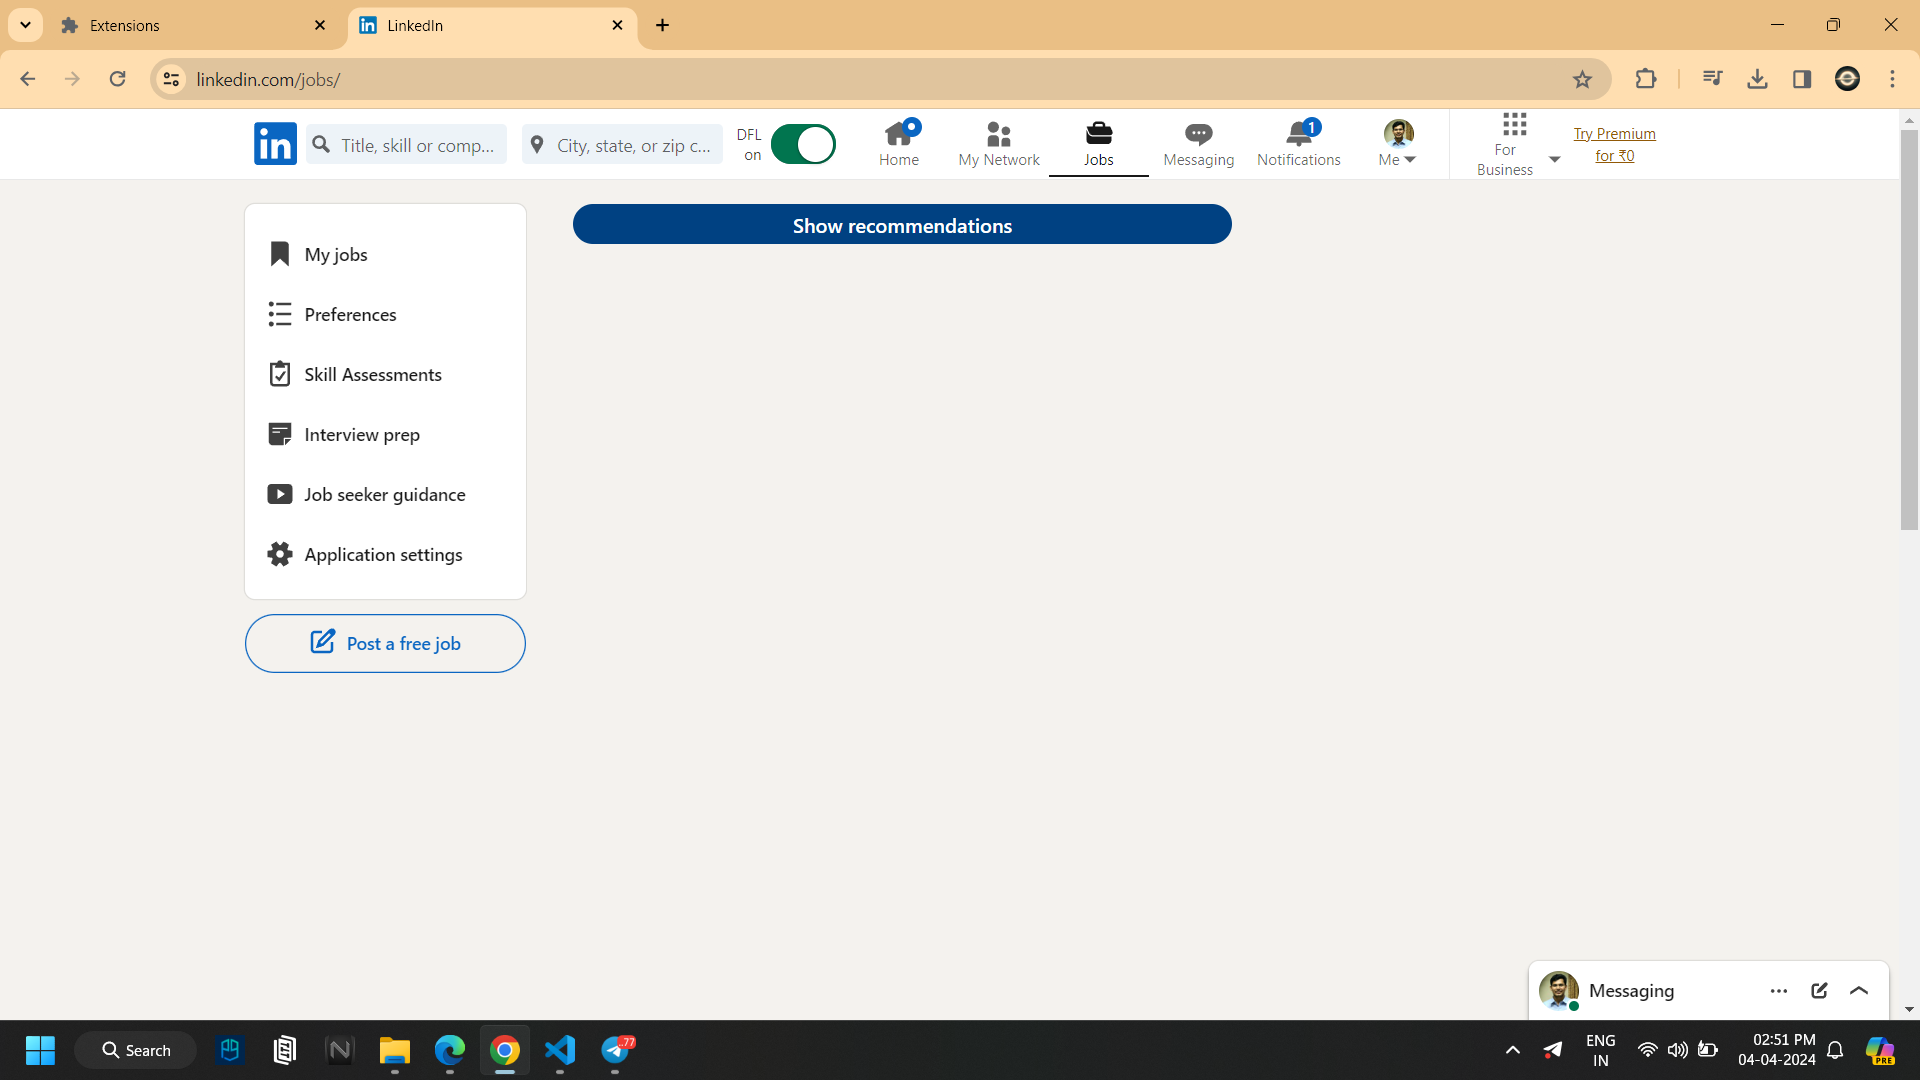 Extensions
LinkedIn
linkedin.com/jobs/
in
Title, skill or comp...
City, state, or zip c...
DFL
on
Home
My Network
Jobs
Messaging
1
Notifications
Me
For
Business
Try Premium
for ₹0
My jobs
Preferences
Skill Assessments
Interview prep
Job seeker guidance
Application settings
Post a free job
Show recommendations
Messaging
Search
N
..77
ENG
IN
02:51 PM
04-04-2024
PRE